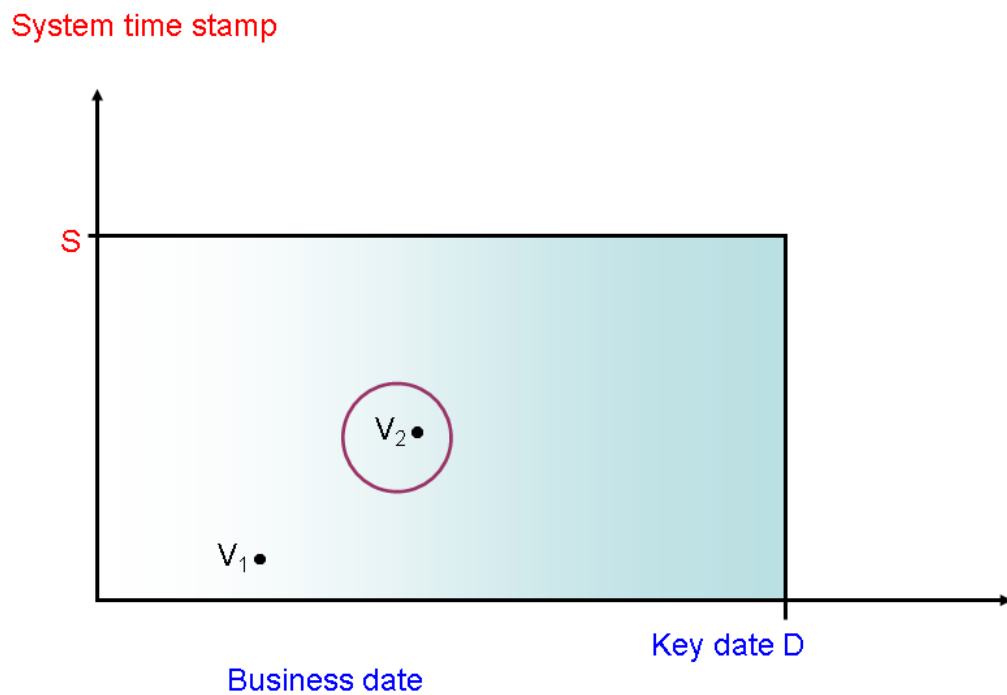 System time stamp
S
V₂
V₁
Key date D
Business date